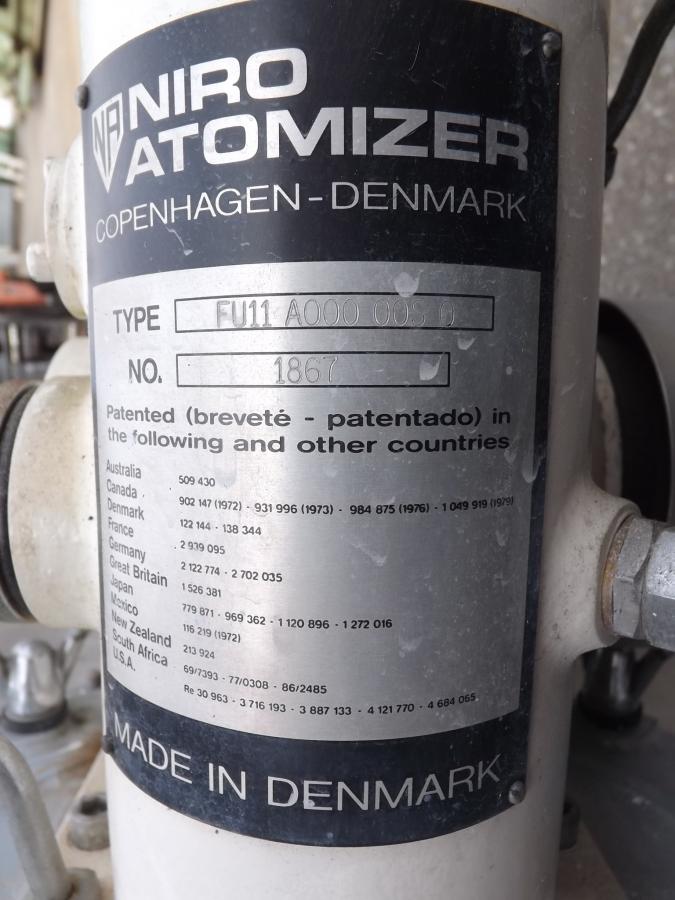 NA NIRO
ATOMIZER
COPENHAGEN-DENMARK
TYPE FU11 A000 00S 0
NO. 1867
Patented (breveté - patentado) in
the following and other countries
Australia 509 430
Canada . 902 147 (1972) - 931 996 (1973) - 984 875 (1976) - 1 049 919 (1979)
Denmark 122 144 - 138 344
France . 2 939 095
Germany 2 122 774 - 2 702 035
Great Britain 1 526 381
Japan 779 871 - 969 362 - 1 120 896 - 1 272 016
Mexico 116 219 (1972)
New Zealand 213 924
South Africa 69/7393 - 77/0308 - 86/2485
U.S.A. Re 30 963 - 3 716 193 - 3 887 133 - 4 121 770 - 4 684 065
MADE IN DENMARK